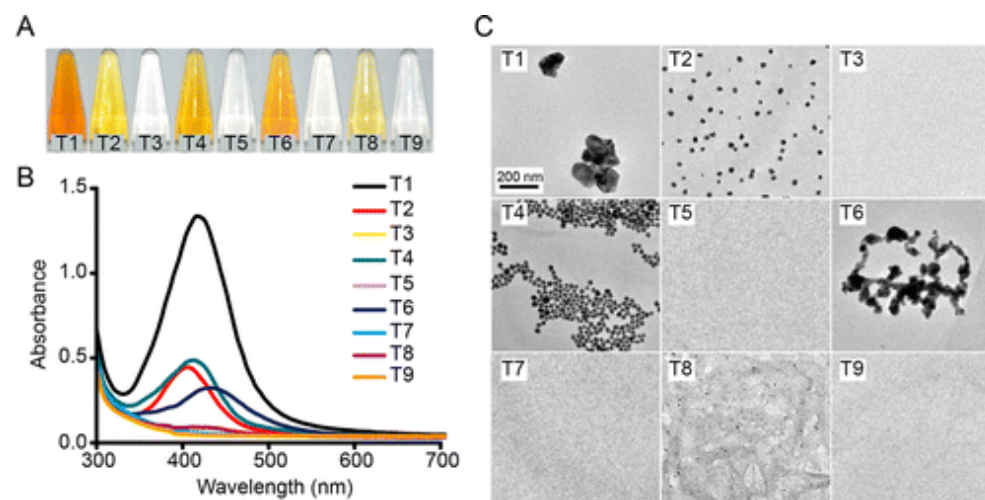 A
T1 T2 T3 T4 T5 T6 T7 T8 T9
B
1.5
1.0
0.5
0.0
Absorbance
300 400 500 600 700
Wavelength (nm)
T1
T2
T3
T4
T5
T6
T7
T8
T9
C
T1 T2 T3
200 nm
T4 T5 T6
T7 T8 T9